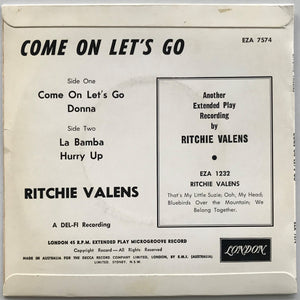 COME ON LET'S GO
EZA 7574
Side One
Come On Let's Go
Donna
Side Two
La Bamba
Hurry Up
RITCHIE VALENS
A DEL-FI Recording
Another
Extended Play
Recording
by
RITCHIE VALENS
EZA 1232
RITCHIE VALENS
That's My Little Suzie; Ooh, My Head;
Bluebirds Over the Mountain; We
Belong Together.
LONDON 45 R.P.M. EXTENDED PLAY MICROGROOVE RECORD
Copyright Record — All Rights Reserved
MADE IN AUSTRALIA FOR THE DECCA RECORD COMPANY LIMITED, LONDON, BY E.M.I. (AUSTRALIA)
LIMITED, SYDNEY, N.S.W.
LONDON